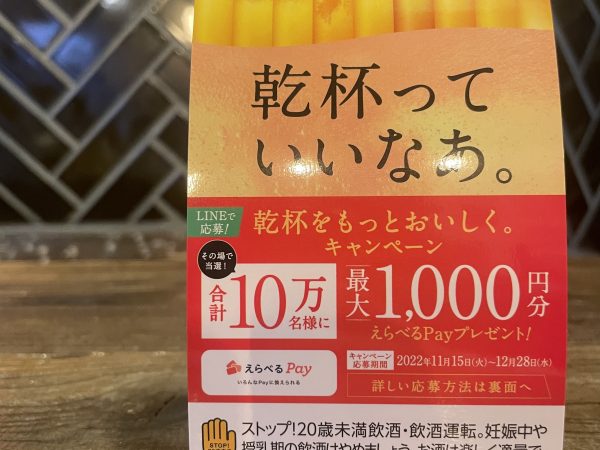 乾杯って
いいなあ。
LINEで
応募!
乾杯をもっとおいしく。
キャンペーン
その場で
当選!
合計
10万
名様に
最大
1,000
円分
えらべるPayプレゼント!
えらべる Pay
いろんなPayに換えられる
キャンペーン
応募期間
2022年11月15日(火)~12月28日(水)
詳しい応募方法は裏面へ
STOP!
ストップ!20歳未満飲酒・飲酒運転。妊娠中や
授乳期の飲酒はやめましょう。お酒は楽しく適量で